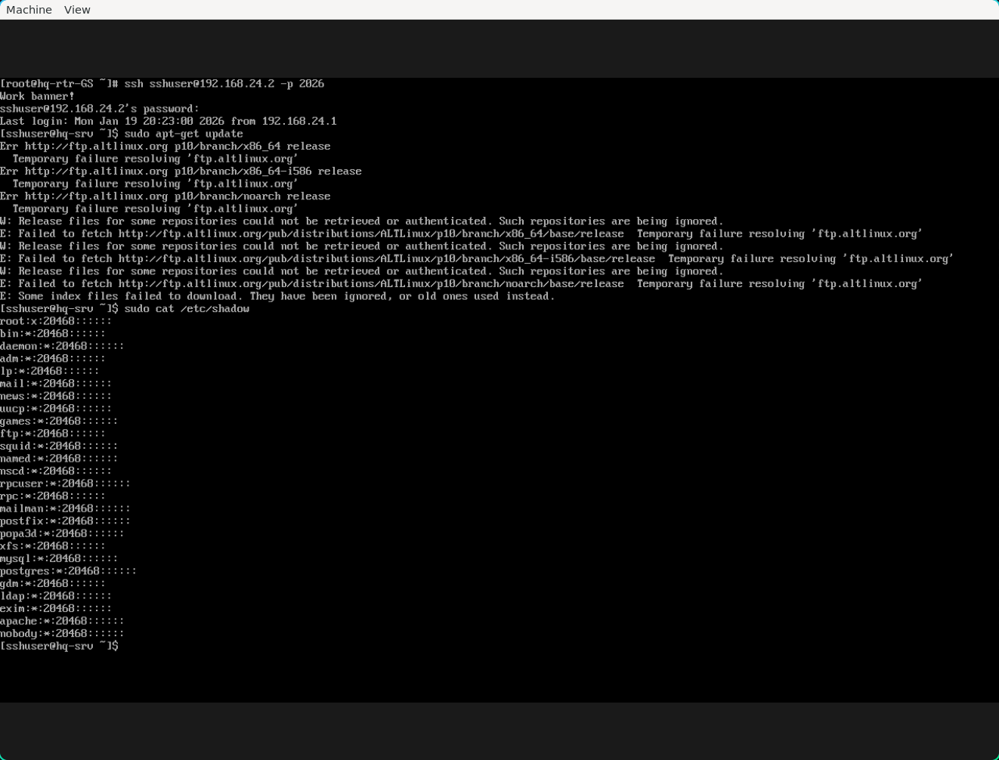 Machine View
[root@hq-rtr-GS ~]# ssh sshuser@192.168.24.2 -p 2026
Work banner!
sshuser@192.168.24.2's password:
Last login: Mon Jan 19 20:23:00 2026 from 192.168.24.1
[sshuser@hq-srv ~]$ sudo apt-get update
Err http://ftp.altlinux.org p10/branch/x86_64 release
  Temporary failure resolving 'ftp.altlinux.org'
Err http://ftp.altlinux.org p10/branch/x86_64-i586 release
  Temporary failure resolving 'ftp.altlinux.org'
Err http://ftp.altlinux.org p10/branch/noarch release
  Temporary failure resolving 'ftp.altlinux.org'
W: Release files for some repositories could not be retrieved or authenticated. Such repositories are being ignored.
E: Failed to fetch http://ftp.altlinux.org/pub/distributions/ALTLinux/p10/branch/x86_64/base/release  Temporary failure resolving 'ftp.altlinux.org'
W: Release files for some repositories could not be retrieved or authenticated. Such repositories are being ignored.
E: Failed to fetch http://ftp.altlinux.org/pub/distributions/ALTLinux/p10/branch/x86_64-i586/base/release  Temporary failure resolving 'ftp.altlinux.org'
W: Release files for some repositories could not be retrieved or authenticated. Such repositories are being ignored.
E: Failed to fetch http://ftp.altlinux.org/pub/distributions/ALTLinux/p10/branch/noarch/base/release  Temporary failure resolving 'ftp.altlinux.org'
E: Some index files failed to download. They have been ignored, or old ones used instead.
[sshuser@hq-srv ~]$ sudo cat /etc/shadow
root:x:20468::::::
bin:*:20468::::::
daemon:*:20468::::::
adm:*:20468::::::
lp:*:20468::::::
mail:*:20468::::::
news:*:20468::::::
uucp:*:20468::::::
games:*:20468::::::
ftp:*:20468::::::
squid:*:20468::::::
named:*:20468::::::
nscd:*:20468::::::
rpcuser:*:20468::::::
rpc:*:20468::::::
mailman:*:20468::::::
postfix:*:20468::::::
popa3d:*:20468::::::
xfs:*:20468::::::
mysql:*:20468::::::
postgres:*:20468::::::
gdm:*:20468::::::
ldap:*:20468::::::
exim:*:20468::::::
apache:*:20468::::::
nobody:*:20468::::::
[sshuser@hq-srv ~]$